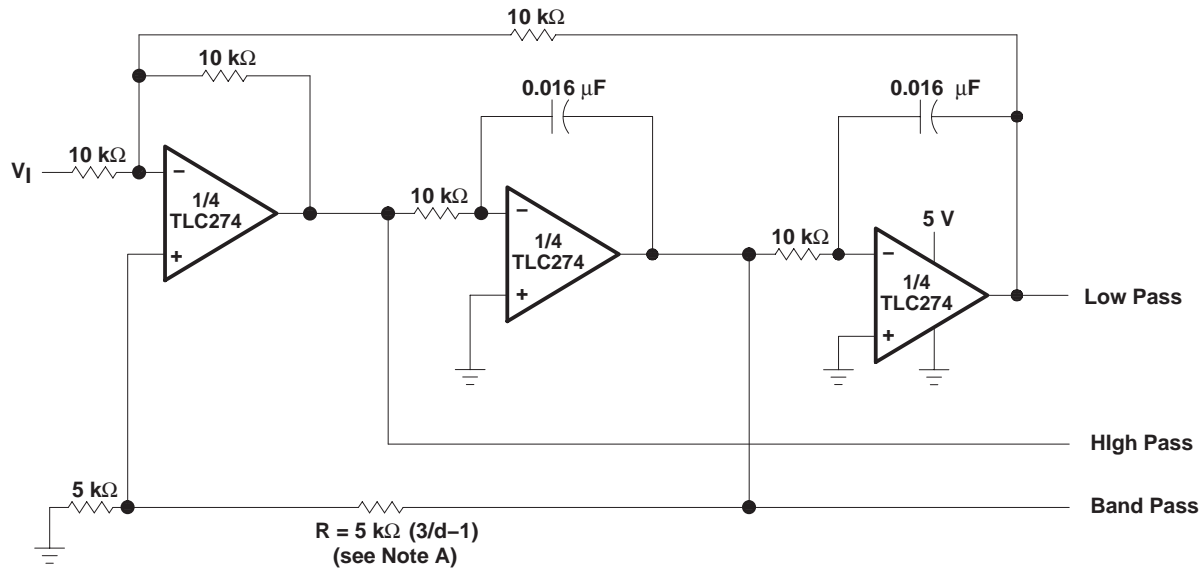 10 kΩ
10 kΩ
0.016 μF
0.016 μF
VI
10 kΩ
−
1/4
TLC274
+
10 kΩ
−
1/4
TLC274
+
10 kΩ
5 V
−
1/4
TLC274
+
Low Pass
HIgh Pass
5 kΩ
R = 5 kΩ (3/d−1)
(see Note A)
Band Pass